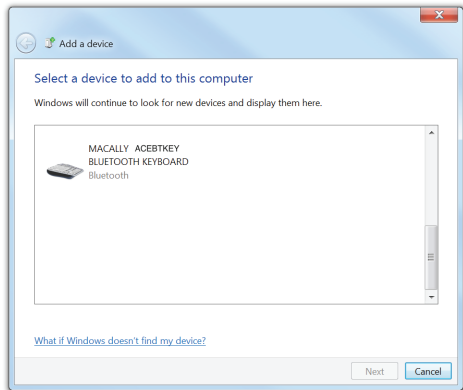 Add a device
Select a device to add to this computer
Windows will continue to look for new devices and display them here.
MACALLY ACEBTKEY
BLUETOOTH KEYBOARD
Bluetooth
What if Windows doesn't find my device?
Next Cancel